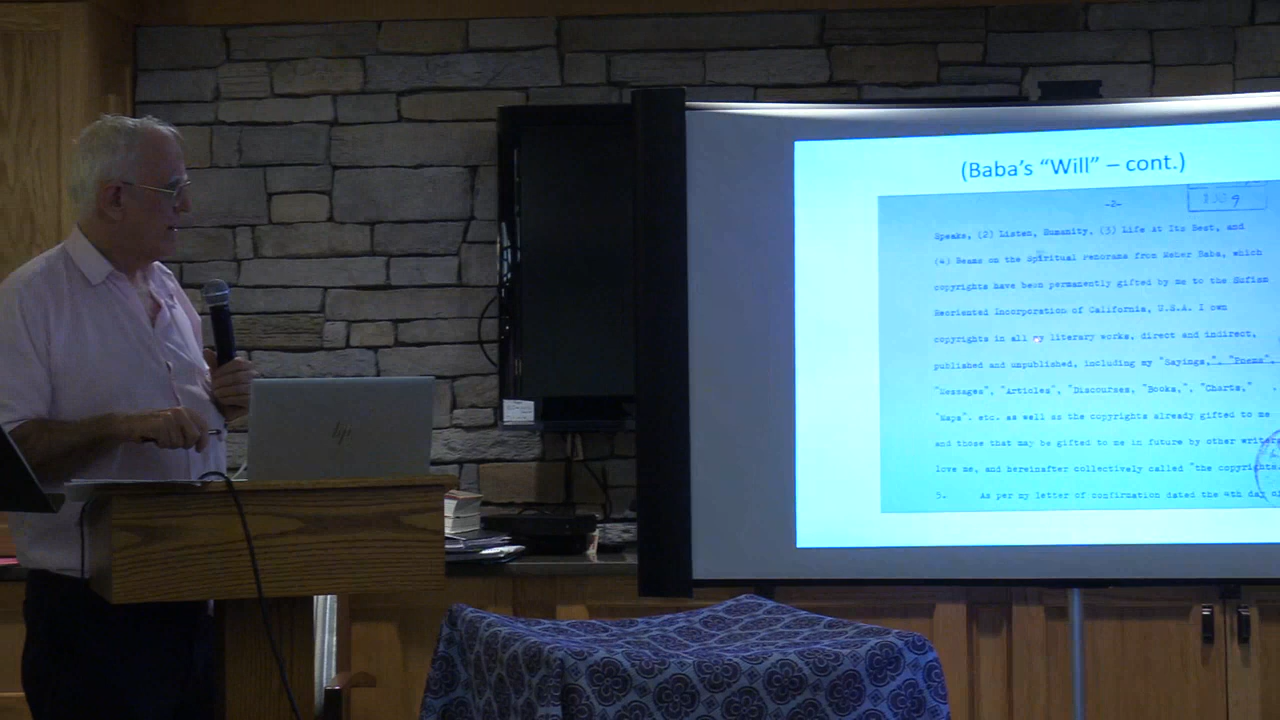 (Baba's "Will" – cont.)
-2-
Speaks, (2) Listen, Humanity, (3) Life At Its Best, and
(4) Beams on the Spiritual Panorama from Meher Baba, which
copyrights have been permanently gifted by me to the Sufism
Reoriented Incorporation of California, U.S.A. I own
copyrights in all my literary works, direct and indirect,
published and unpublished, including my "Sayings,", "Poems",
"Messages", "Articles", "Discourses, "Books,", "Charts,"
"Maps". etc. as well as the copyrights already gifted to me
and those that may be gifted to me in future by other writers
love me, and hereinafter collectively called "the copyrights.
5. As per my letter of confirmation dated the 4th day of
hp